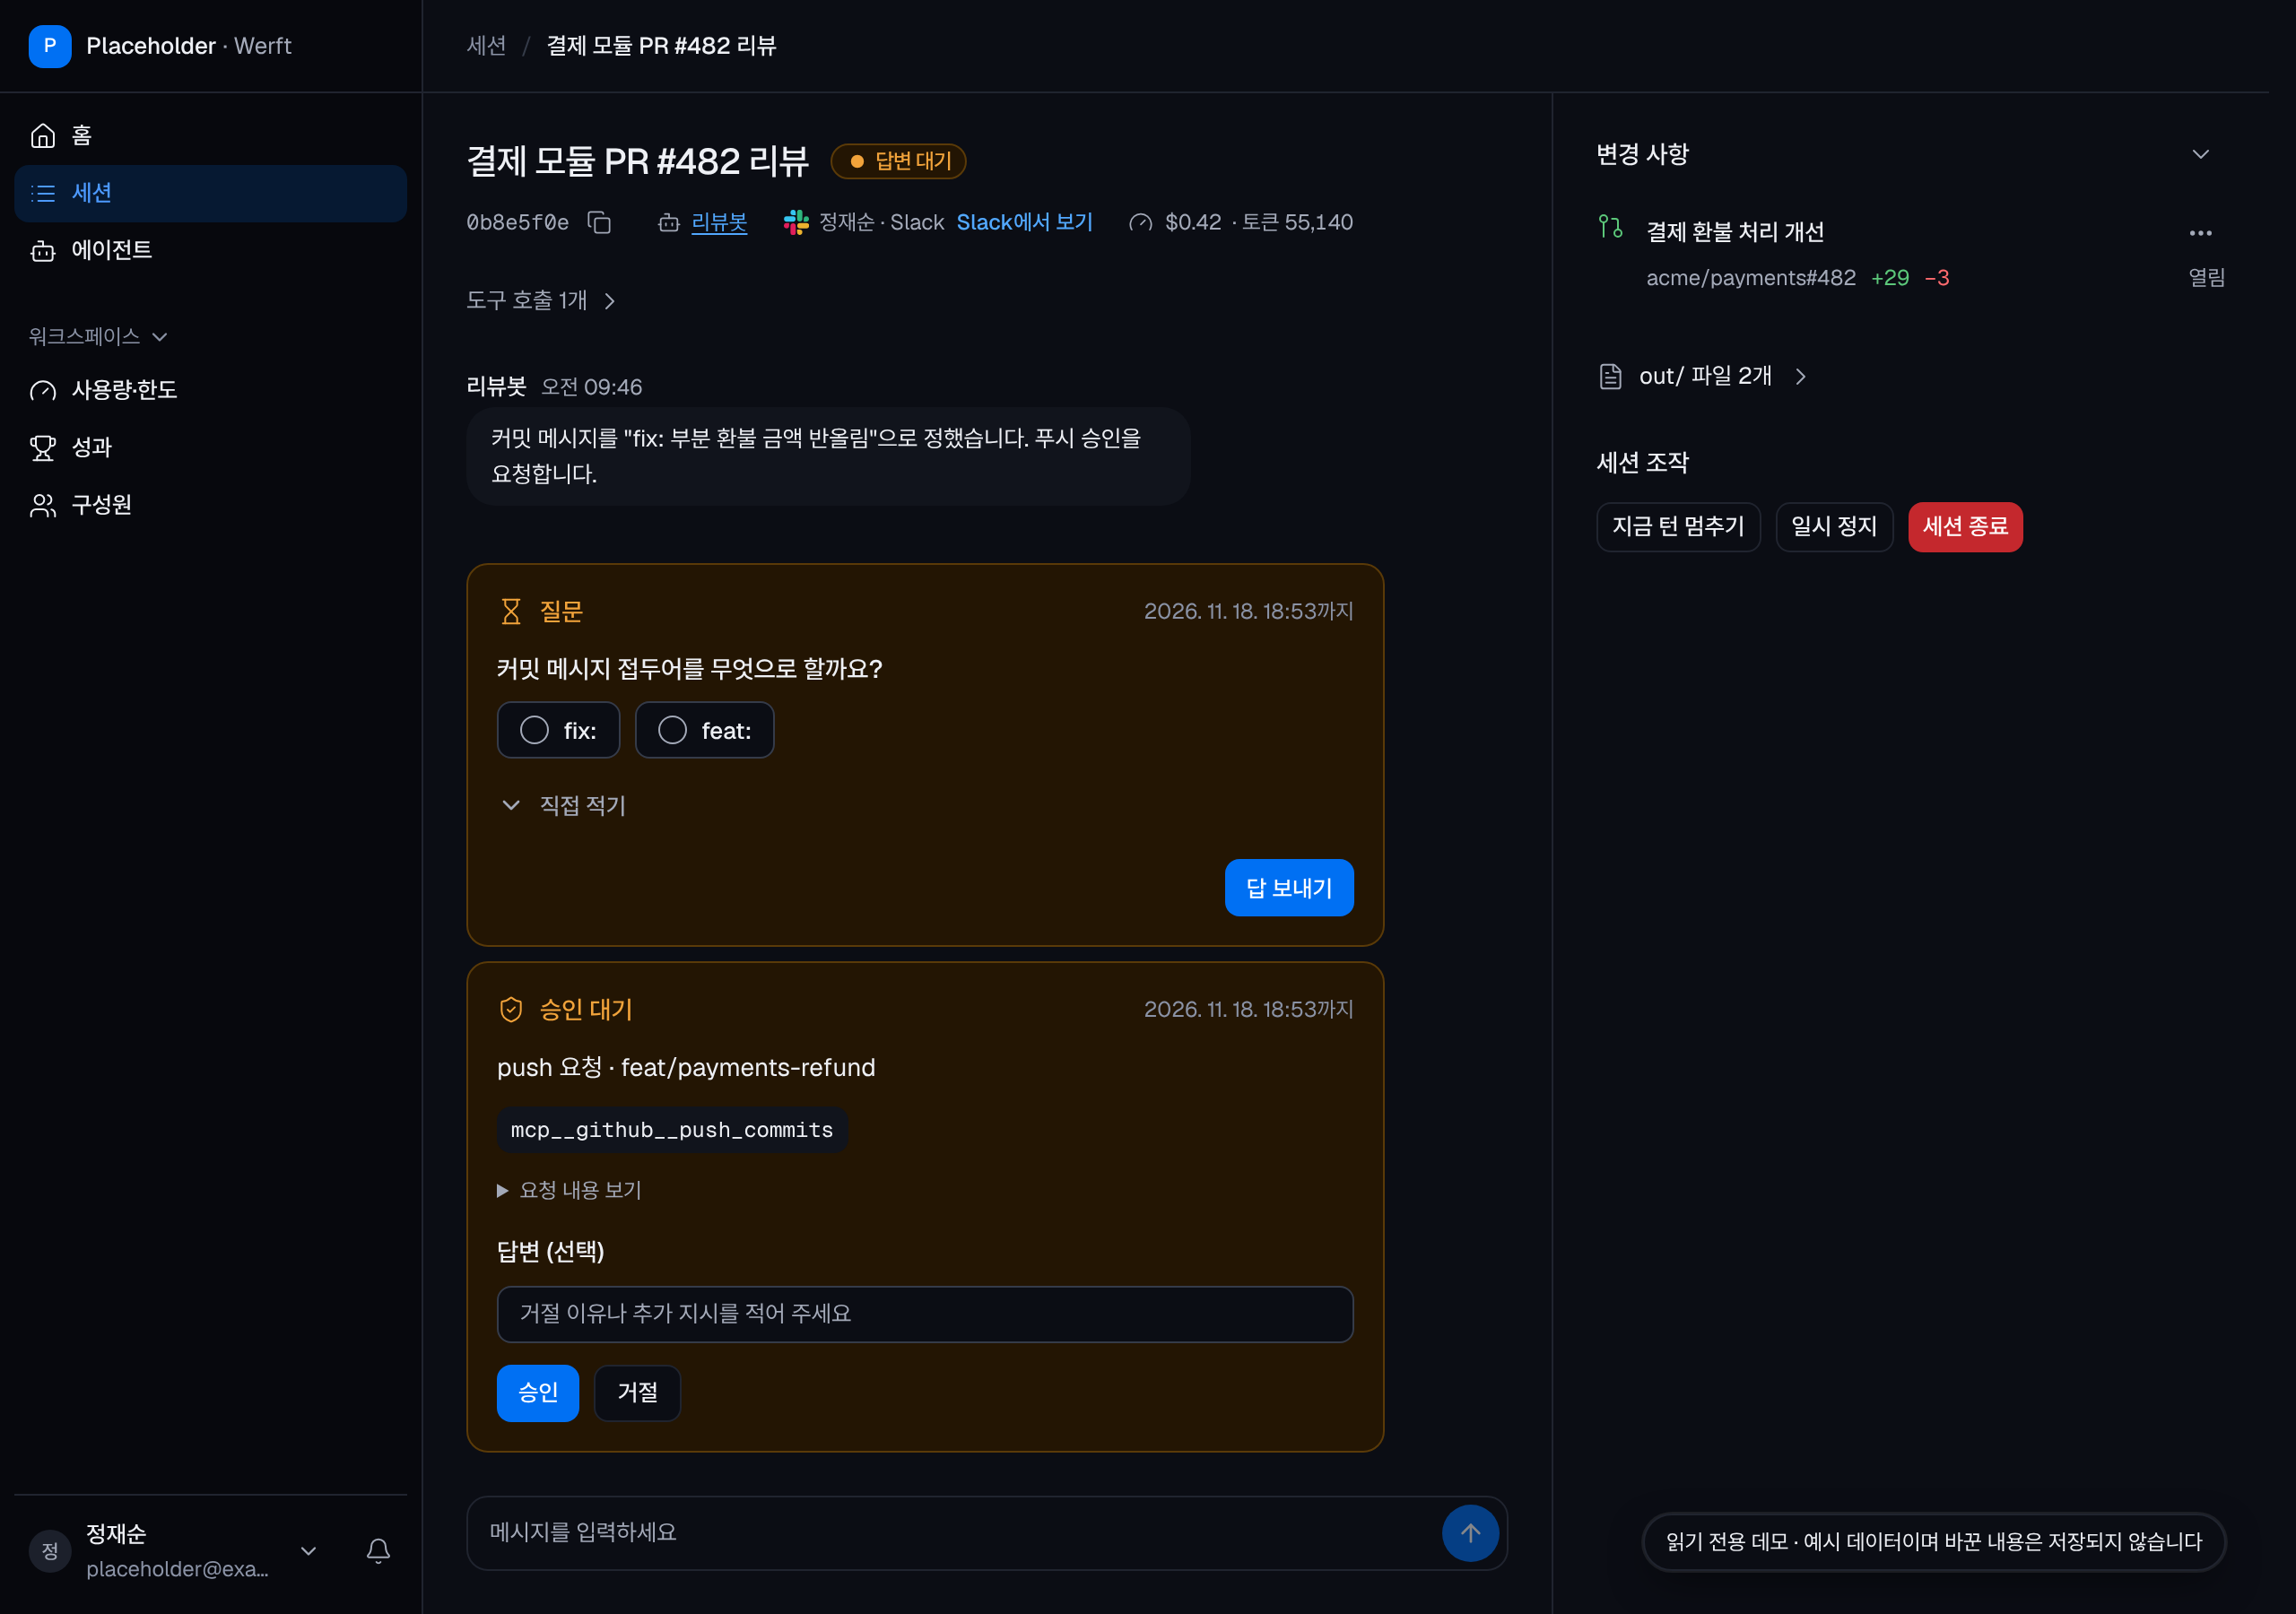 P Placeholder · Werft
세션 / 결제 모듈 PR #482 리뷰
홈
세션
에이전트
워크스페이스
사용량·한도
성과
구성원
정 정재순
placeholder@exa...
결제 모듈 PR #482 리뷰 답변 대기
0b8e5f0e 리뷰봇 정재순 · Slack Slack에서 보기 $0.42 · 토큰 55,140
도구 호출 1개
리뷰봇 오전 09:46
커밋 메시지를 "fix: 부분 환불 금액 반올림"으로 정했습니다. 푸시 승인을
요청합니다.
질문 2026. 11. 18. 18:53까지
커밋 메시지 접두어를 무엇으로 할까요?
fix: feat:
직접 적기
답 보내기
승인 대기 2026. 11. 18. 18:53까지
push 요청 · feat/payments-refund
mcp__github__push_commits
요청 내용 보기
답변 (선택)
거절 이유나 추가 지시를 적어 주세요
승인 거절
메시지를 입력하세요
변경 사항
결제 환불 처리 개선
acme/payments#482 +29 −3 열림
out/ 파일 2개
세션 조작
지금 턴 멈추기 일시 정지 세션 종료
읽기 전용 데모 · 예시 데이터이며 바꾼 내용은 저장되지 않습니다